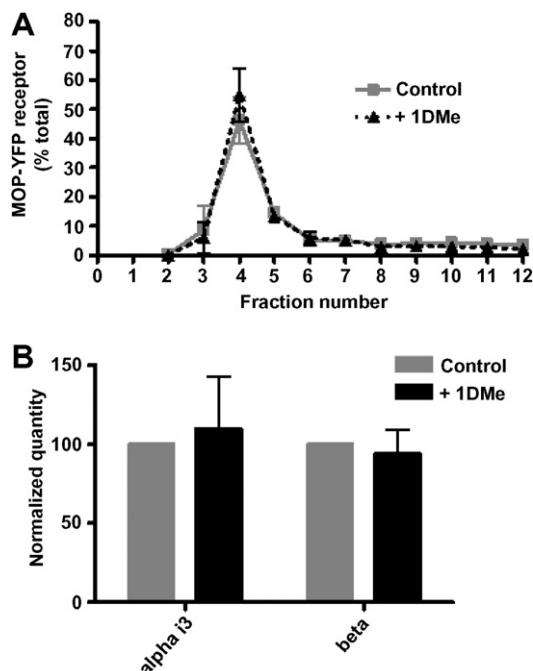 A
MOP-YFP receptor
(% total)
80
70
60
50
40
30
20
10
0
Control
+ 1DMe
0 1 2 3 4 5 6 7 8 9 10 11 12
Fraction number
B
Normalized quantity
150
100
50
0
Control
+ 1DMe
alpha i3
beta